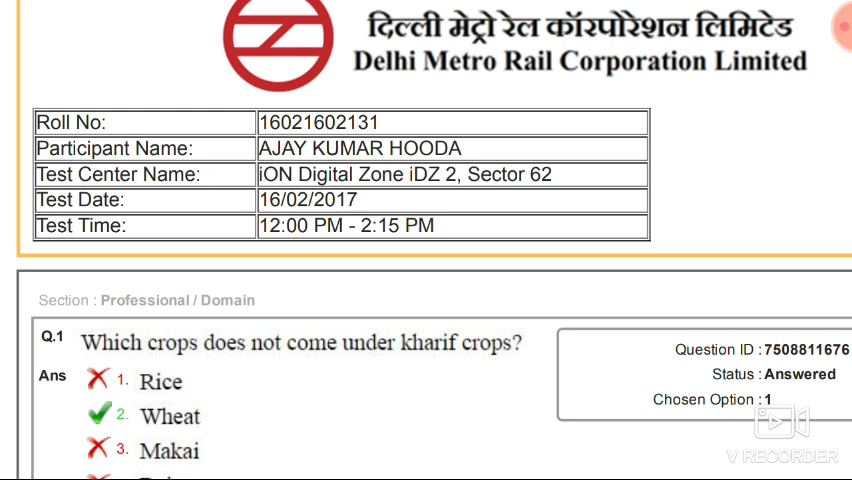 दिल्ली मेट्रो रेल कॉरपोरेशन लिमिटेड
Delhi Metro Rail Corporation Limited
Roll No: 16021602131
Participant Name: AJAY KUMAR HOODA
Test Center Name: iON Digital Zone iDZ 2, Sector 62
Test Date: 16/02/2017
Test Time: 12:00 PM - 2:15 PM
Section : Professional / Domain
Q.1 Which crops does not come under kharif crops?
Ans 1. Rice
2. Wheat
3. Makai
Question ID : 7508811676
Status : Answered
Chosen Option : 1
V RECORDER